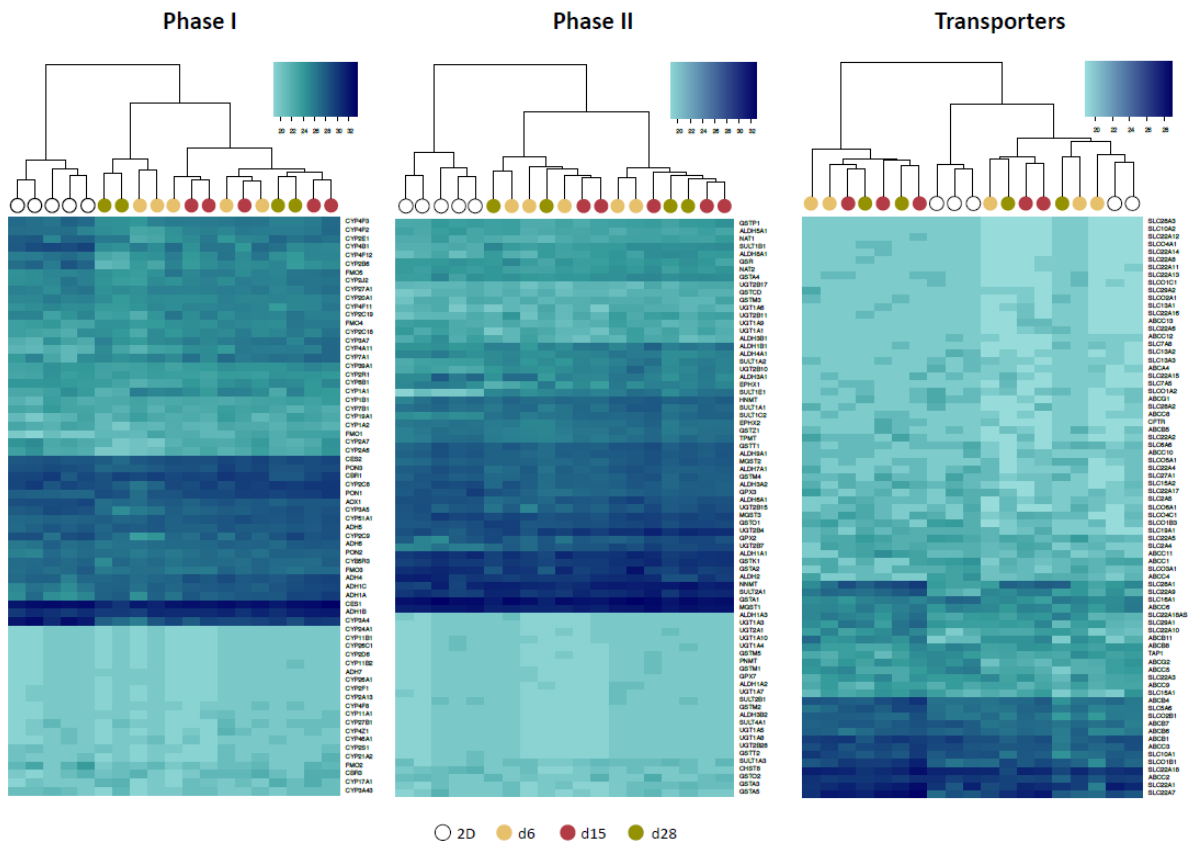 Phase I
Phase II
Transporters
20 22 24 26 28 30 32
20 22 24 26 28 30 32
20 24 26 28
CYP4F3
CYP4F2
CYP2E1
CYP4B1
CYP4F12
CYP2B6
FMO5
CYP2J2
CYP27A1
CYP20A1
CYP4F11
CYP2C19
FMO4
CYP2C18
CYP3A7
CYP4A11
CYP7A1
CYP39A1
CYP2R1
CYP8B1
CYP1A1
CYP1B1
CYP7B1
CYP19A1
CYP1A2
FMO1
CYP2A7
CYP2A6
CES2
PON3
CBR1
CYP2C8
PON1
AOX1
CYP3A5
CYP51A1
ADH5
CYP2C9
ADH6
PON2
CYB5R3
FMO3
ADH4
ADH1C
ADH1A
CES1
ADH1B
CYP3A4
CYP24A1
CYP11B1
CYP26C1
CYP2D6
CYP11B2
ADH7
CYP26A1
CYP2F1
CYP2A13
CYP4F8
CYP11A1
CYP27B1
CYP4Z1
CYP46A1
CYP2S1
CYP21A2
FMO2
CBR3
CYP17A1
CYP3A43
GSTP1
ALDH5A1
NAT1
SULT1B1
ALDH8A1
GSR
NAT2
GSTA4
UGT2B17
GSTCD
GSTM3
UGT1A6
UGT2B11
UGT1A9
UGT1A1
ALDH3B1
ALDH1B1
ALDH4A1
SULT1A2
UGT2B10
ALDH3A1
EPHX1
SULT1E1
HNMT
SULT1A1
SULT1C2
EPHX2
GSTZ1
TPMT
GSTT1
ALDH9A1
MGST2
ALDH7A1
GSTM4
ALDH3A2
GPX3
ALDH6A1
UGT2B15
MGST3
GSTO1
UGT2B4
GPX2
UGT2B7
ALDH1A1
GSTK1
GSTA2
ALDH2
NNMT
SULT2A1
GSTA1
MGST1
ALDH1A3
UGT1A3
UGT2A1
UGT1A10
UGT1A4
GSTM5
PNMT
GSTM1
GPX7
ALDH1A2
UGT1A7
SULT2B1
GSTM2
ALDH3B2
SULT4A1
UGT1A5
UGT1A8
UGT2B28
GSTT2
SULT1A3
CHST8
GSTO2
GSTA3
GSTA5
SLC28A3
SLC10A2
SLC22A12
SLCO4A1
SLC22A14
SLC22A8
SLC22A11
SLC22A13
SLCO1C1
SLC29A2
SLCO2A1
SLC13A1
SLC22A16
ABCC13
SLC22A6
ABCC12
SLC7A8
SLC13A2
SLC13A3
ABCA4
SLC22A15
SLC7A5
SLCO1A2
ABCG1
SLC28A2
ABCC8
CFTR
ABCB5
SLC22A2
SLC6A6
ABCC10
SLCO5A1
SLC22A4
SLC27A1
SLC15A2
SLC22A17
SLC2A5
SLCO6A1
SLCO4C1
SLCO1B3
SLC19A1
SLC22A5
SLC2A4
ABCC11
ABCC1
SLCO3A1
ABCC4
SLC28A1
SLC22A9
SLC16A1
ABCC6
SLC22A18AS
SLC29A1
SLC22A10
ABCB11
ABCB8
TAP1
ABCG2
ABCC5
SLC22A3
ABCC9
SLC15A1
ABCB4
SLC5A6
SLCO2B1
ABCB7
ABCB6
ABCB1
ABCC3
SLC10A1
SLCO1B1
SLC22A18
ABCC2
SLC22A1
SLC22A7
2D d6 d15 d28